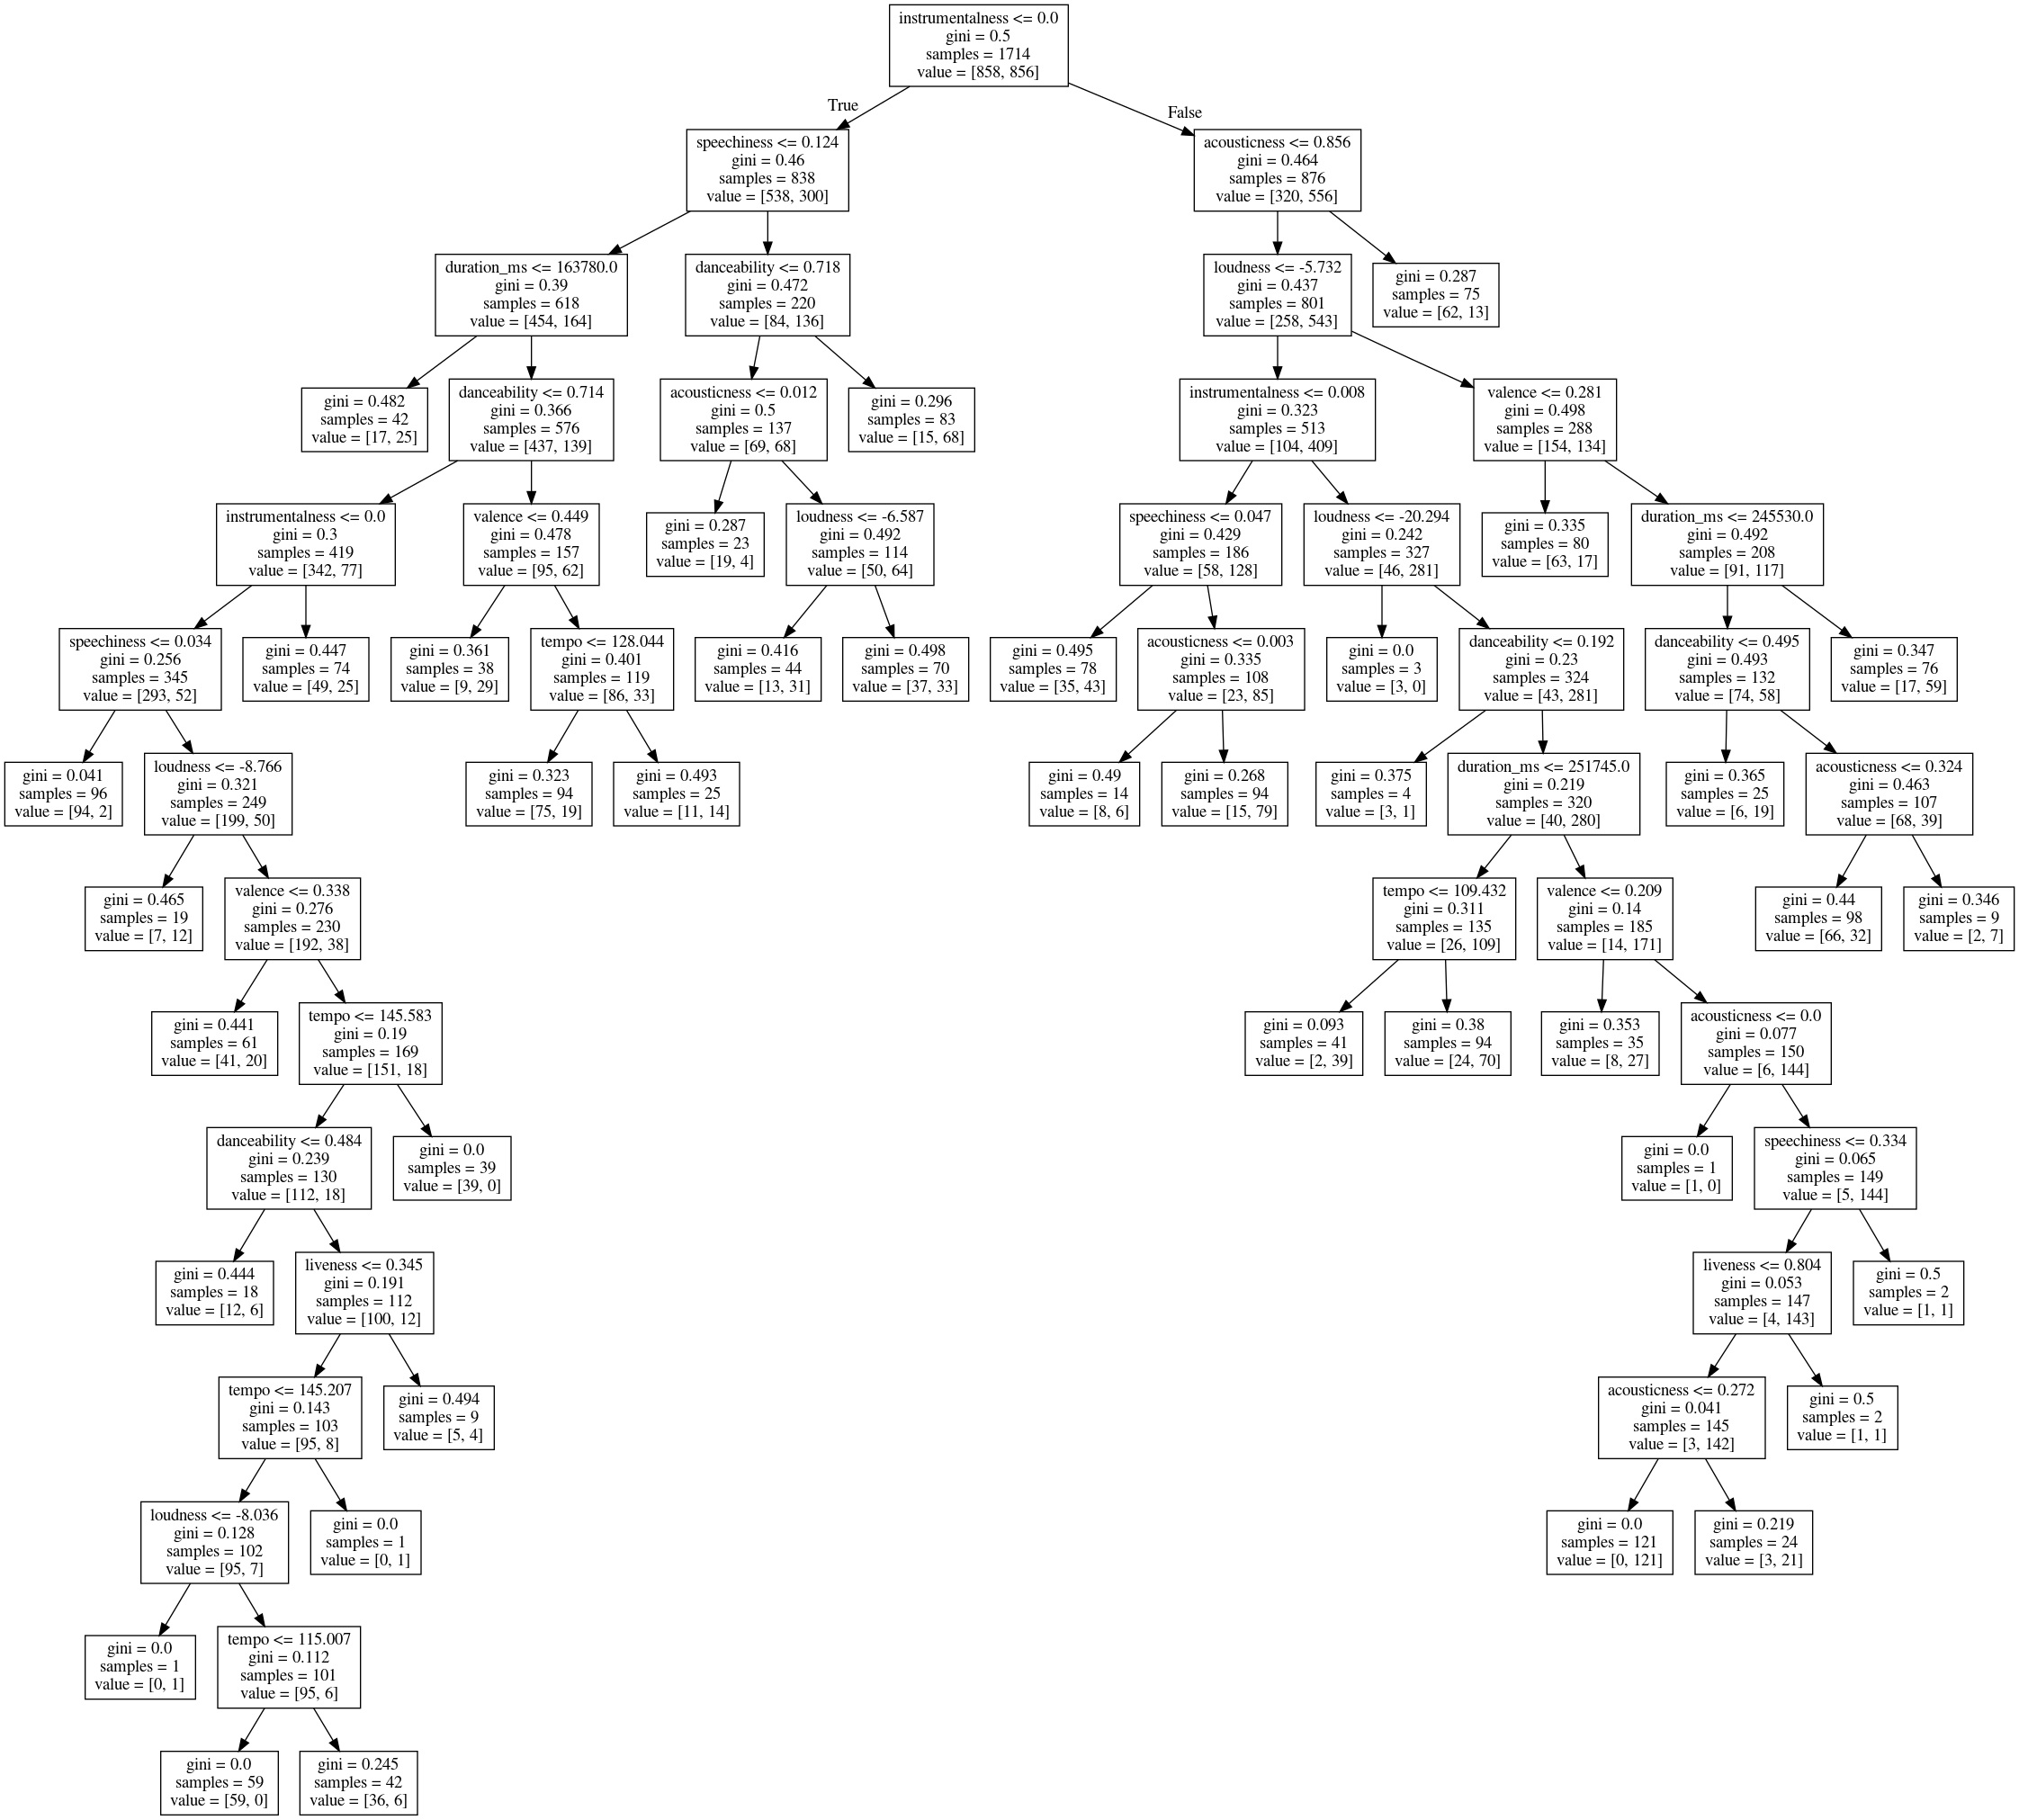 instrumentalness <= 0.0
gini = 0.5
samples = 1714
value = [858, 856]
True
False
speechiness <= 0.124
gini = 0.46
samples = 838
value = [538, 300]
acousticness <= 0.856
gini = 0.464
samples = 876
value = [320, 556]
duration_ms <= 163780.0
gini = 0.39
samples = 618
value = [454, 164]
danceability <= 0.718
gini = 0.472
samples = 220
value = [84, 136]
loudness <= -5.732
gini = 0.437
samples = 801
value = [258, 543]
gini = 0.287
samples = 75
value = [62, 13]
gini = 0.482
samples = 42
value = [17, 25]
danceability <= 0.714
gini = 0.366
samples = 576
value = [437, 139]
acousticness <= 0.012
gini = 0.5
samples = 137
value = [69, 68]
gini = 0.296
samples = 83
value = [15, 68]
instrumentalness <= 0.008
gini = 0.323
samples = 513
value = [104, 409]
valence <= 0.281
gini = 0.498
samples = 288
value = [154, 134]
instrumentalness <= 0.0
gini = 0.3
samples = 419
value = [342, 77]
valence <= 0.449
gini = 0.478
samples = 157
value = [95, 62]
gini = 0.287
samples = 23
value = [19, 4]
loudness <= -6.587
gini = 0.492
samples = 114
value = [50, 64]
speechiness <= 0.047
gini = 0.429
samples = 186
value = [58, 128]
loudness <= -20.294
gini = 0.242
samples = 327
value = [46, 281]
gini = 0.335
samples = 80
value = [63, 17]
duration_ms <= 245530.0
gini = 0.492
samples = 208
value = [91, 117]
speechiness <= 0.034
gini = 0.256
samples = 345
value = [293, 52]
gini = 0.447
samples = 74
value = [49, 25]
gini = 0.361
samples = 38
value = [9, 29]
tempo <= 128.044
gini = 0.401
samples = 119
value = [86, 33]
gini = 0.416
samples = 44
value = [13, 31]
gini = 0.498
samples = 70
value = [37, 33]
gini = 0.495
samples = 78
value = [35, 43]
acousticness <= 0.003
gini = 0.335
samples = 108
value = [23, 85]
gini = 0.0
samples = 3
value = [3, 0]
danceability <= 0.192
gini = 0.23
samples = 324
value = [43, 281]
danceability <= 0.495
gini = 0.493
samples = 132
value = [74, 58]
gini = 0.347
samples = 76
value = [17, 59]
gini = 0.041
samples = 96
value = [94, 2]
loudness <= -8.766
gini = 0.321
samples = 249
value = [199, 50]
gini = 0.323
samples = 94
value = [75, 19]
gini = 0.493
samples = 25
value = [11, 14]
gini = 0.49
samples = 14
value = [8, 6]
gini = 0.268
samples = 94
value = [15, 79]
gini = 0.375
samples = 4
value = [3, 1]
duration_ms <= 251745.0
gini = 0.219
samples = 320
value = [40, 280]
gini = 0.365
samples = 25
value = [6, 19]
acousticness <= 0.324
gini = 0.463
samples = 107
value = [68, 39]
gini = 0.465
samples = 19
value = [7, 12]
valence <= 0.338
gini = 0.276
samples = 230
value = [192, 38]
tempo <= 109.432
gini = 0.311
samples = 135
value = [26, 109]
valence <= 0.209
gini = 0.14
samples = 185
value = [14, 171]
gini = 0.44
samples = 98
value = [66, 32]
gini = 0.346
samples = 9
value = [2, 7]
gini = 0.441
samples = 61
value = [41, 20]
tempo <= 145.583
gini = 0.19
samples = 169
value = [151, 18]
gini = 0.093
samples = 41
value = [2, 39]
gini = 0.38
samples = 94
value = [24, 70]
gini = 0.353
samples = 35
value = [8, 27]
acousticness <= 0.0
gini = 0.077
samples = 150
value = [6, 144]
danceability <= 0.484
gini = 0.239
samples = 130
value = [112, 18]
gini = 0.0
samples = 39
value = [39, 0]
gini = 0.0
samples = 1
value = [1, 0]
speechiness <= 0.334
gini = 0.065
samples = 149
value = [5, 144]
gini = 0.444
samples = 18
value = [12, 6]
liveness <= 0.345
gini = 0.191
samples = 112
value = [100, 12]
liveness <= 0.804
gini = 0.053
samples = 147
value = [4, 143]
gini = 0.5
samples = 2
value = [1, 1]
tempo <= 145.207
gini = 0.143
samples = 103
value = [95, 8]
gini = 0.494
samples = 9
value = [5, 4]
acousticness <= 0.272
gini = 0.041
samples = 145
value = [3, 142]
gini = 0.5
samples = 2
value = [1, 1]
loudness <= -8.036
gini = 0.128
samples = 102
value = [95, 7]
gini = 0.0
samples = 1
value = [0, 1]
gini = 0.0
samples = 121
value = [0, 121]
gini = 0.219
samples = 24
value = [3, 21]
gini = 0.0
samples = 1
value = [0, 1]
tempo <= 115.007
gini = 0.112
samples = 101
value = [95, 6]
gini = 0.0
samples = 59
value = [59, 0]
gini = 0.245
samples = 42
value = [36, 6]